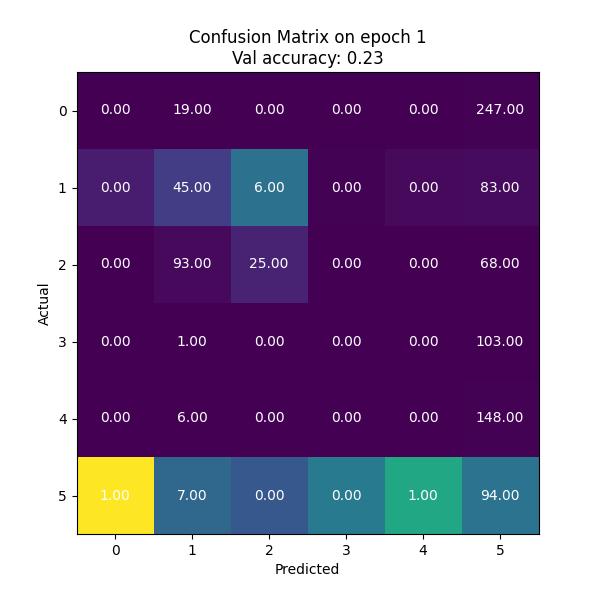 Confusion Matrix on epoch 1
Val accuracy: 0.23
0 0.00 19.00 0.00 0.00 0.00 247.00
1 0.00 45.00 6.00 0.00 0.00 83.00
2 0.00 93.00 25.00 0.00 0.00 68.00
Actual
3 0.00 1.00 0.00 0.00 0.00 103.00
4 0.00 6.00 0.00 0.00 0.00 148.00
5 1.00 7.00 0.00 0.00 1.00 94.00
0 1 2 3 4 5
Predicted